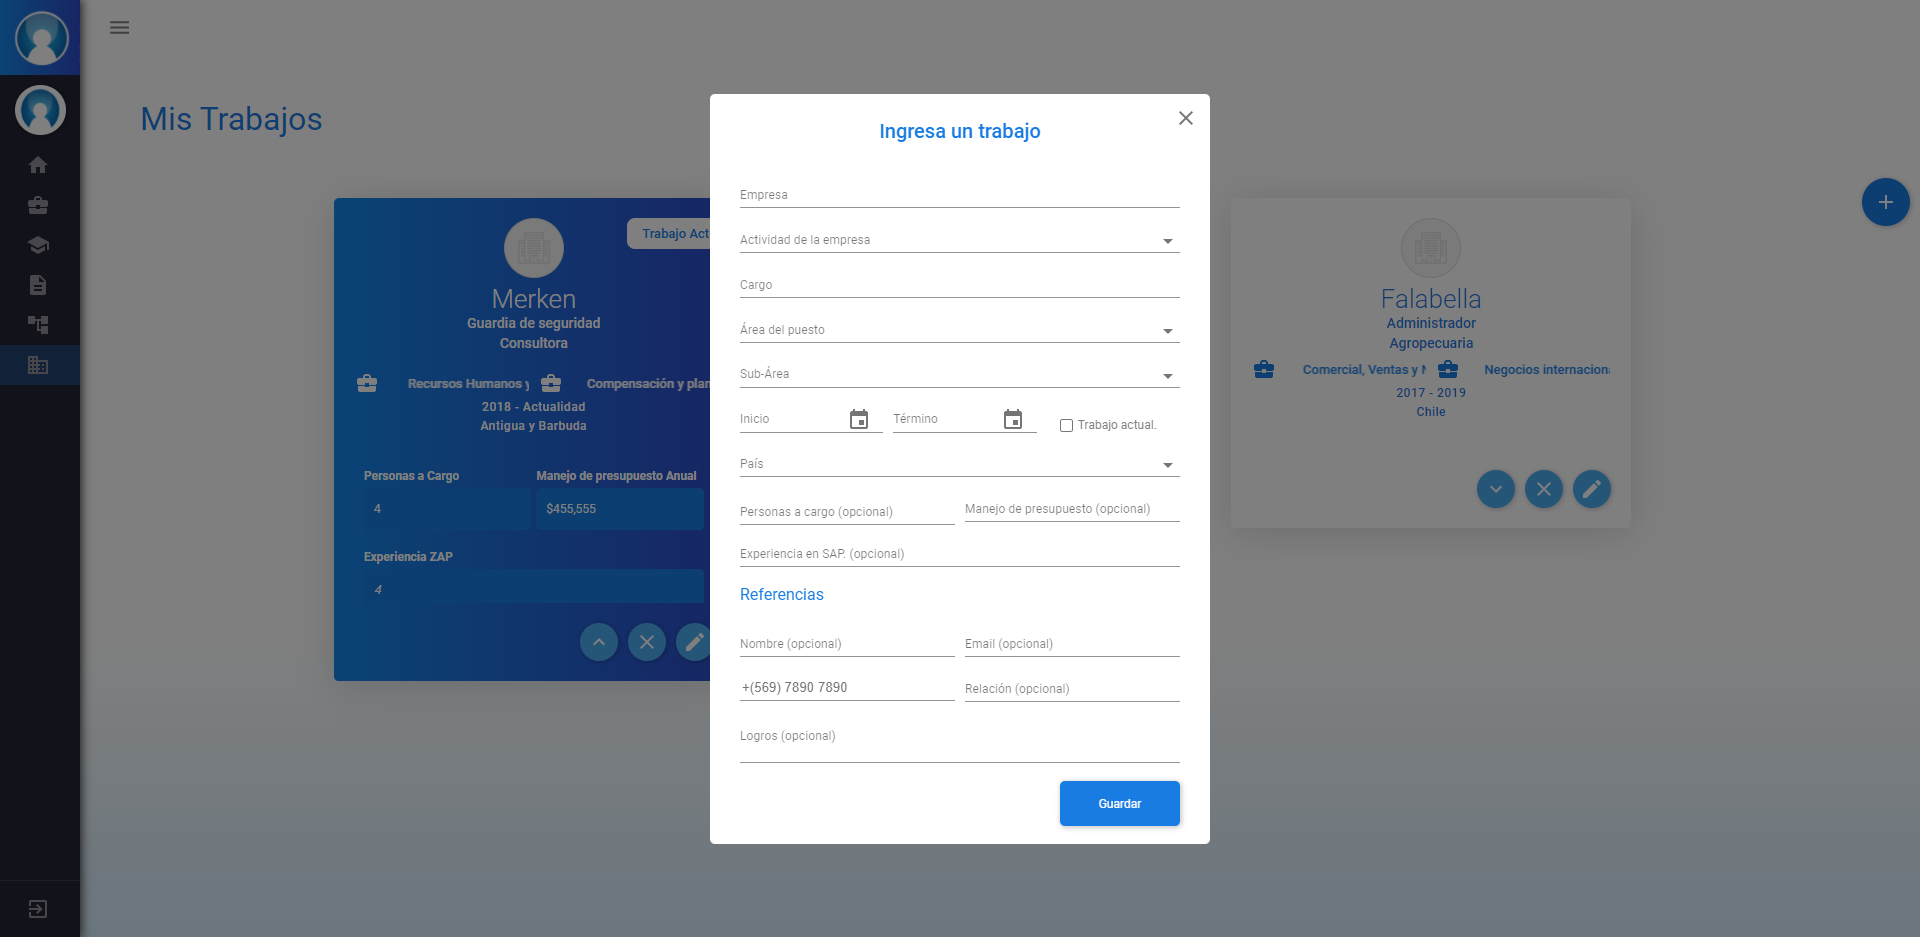 Mis Trabajos
Trabajo Act
Merken
Guardia de seguridad
Consultora
Recursos Humanos y
Compensación y plan
2018 - Actualidad
Antigua y Barbuda
Personas a Cargo
Manejo de presupuesto Anual
4
$455,555
Experiencia ZAP
4
Ingresa un trabajo
Empresa
Actividad de la empresa
Cargo
Área del puesto
Sub-Área
Inicio
Término
Trabajo actual.
País
Personas a cargo (opcional)
Manejo de presupuesto (opcional)
Experiencia en SAP. (opcional)
Referencias
Nombre (opcional)
Email (opcional)
+(569) 7890 7890
Relación (opcional)
Logros (opcional)
Guardar
Falabella
Administrador
Agropecuaria
Comercial, Ventas y
Negocios internacion
2017 - 2019
Chile